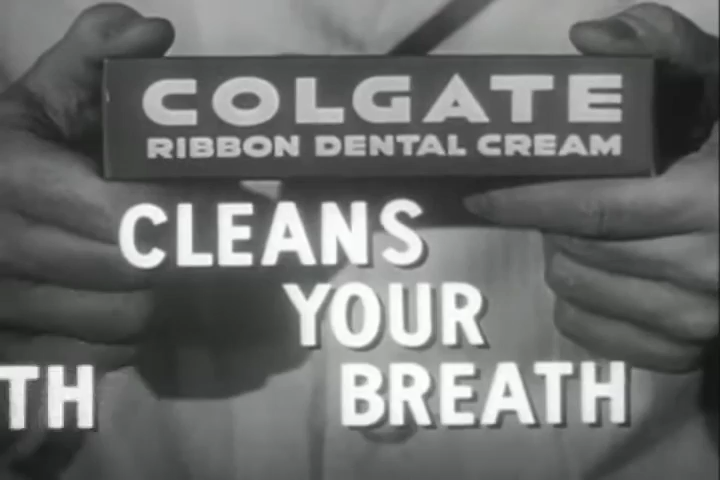 COLGATE
RIBBON DENTAL CREAM
CLEANS
YOUR
TH BREATH